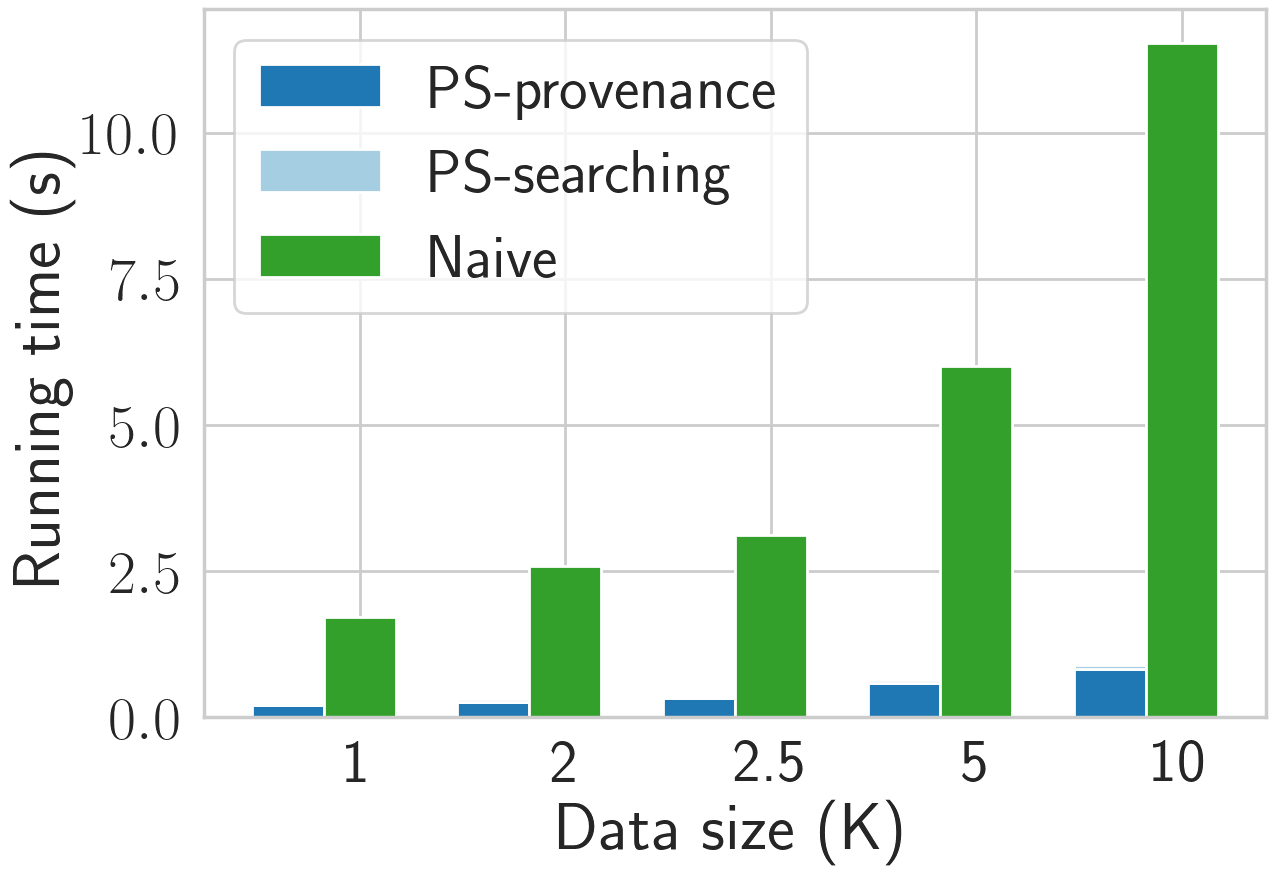 PS-provenance
PS-searching
Naive
Running time (s)
10.0
7.5
5.0
2.5
0.0
1 2 2.5 5 10
Data size (K)